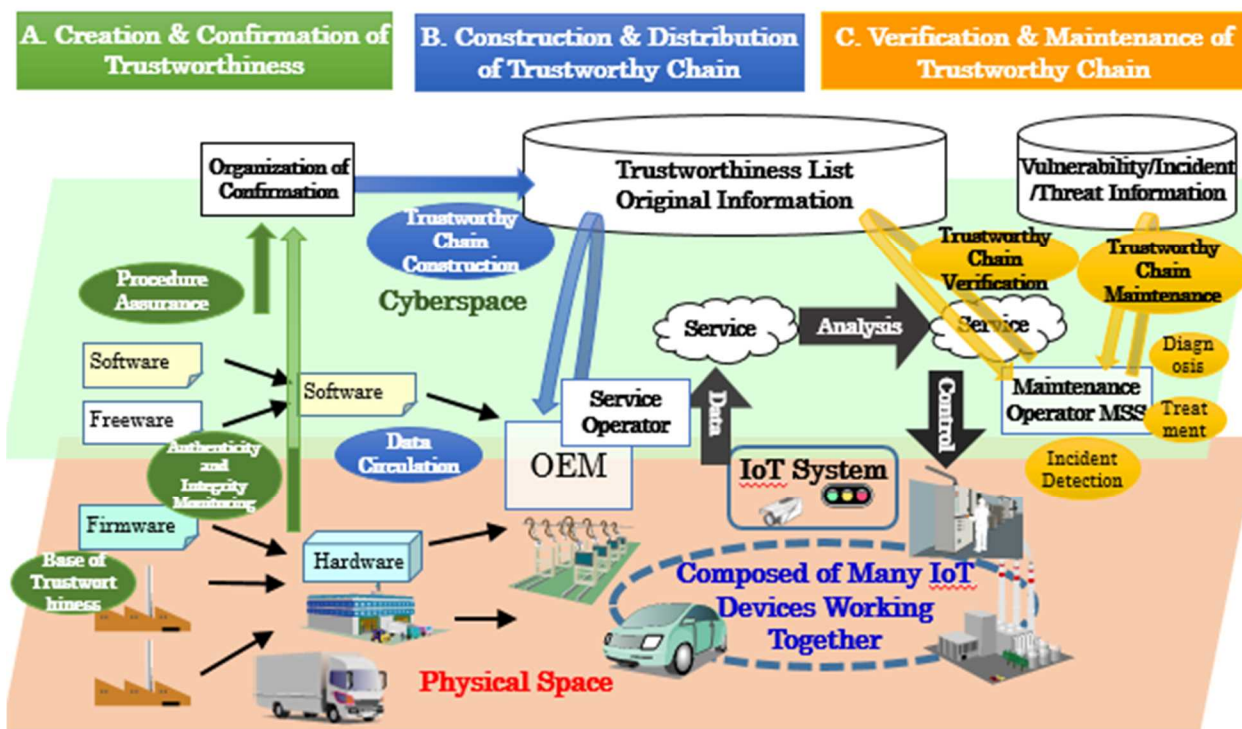 A. Creation & Confirmation of
Trustworthiness
B. Construction & Distribution
of Trustworthy Chain
C. Verification & Maintenance of
Trustworthy Chain
Organization of
Confirmation
Trustworthiness List
Original Information
Vulnerability/Incident
/Threat Information
Trustworthy
Chain
Construction
Trustworthy
Chain
Verification
Trustworthy
Chain
Maintenance
Procedure
Assurance
Cyberspace
Service
Analysis
Service
Software
Freeware
Software
Service
Operator
Data
Control
Maintenance
Operator MSS
Diagn
osis
Treat
ment
Incident
Detection
Authenticity and
Integrity
Monitoring
Data
Circulation
OEM
IoT System
Firmware
Hardware
Base of
Trustwort
hiness
Composed of Many IoT
Devices Working
Together
Physical Space